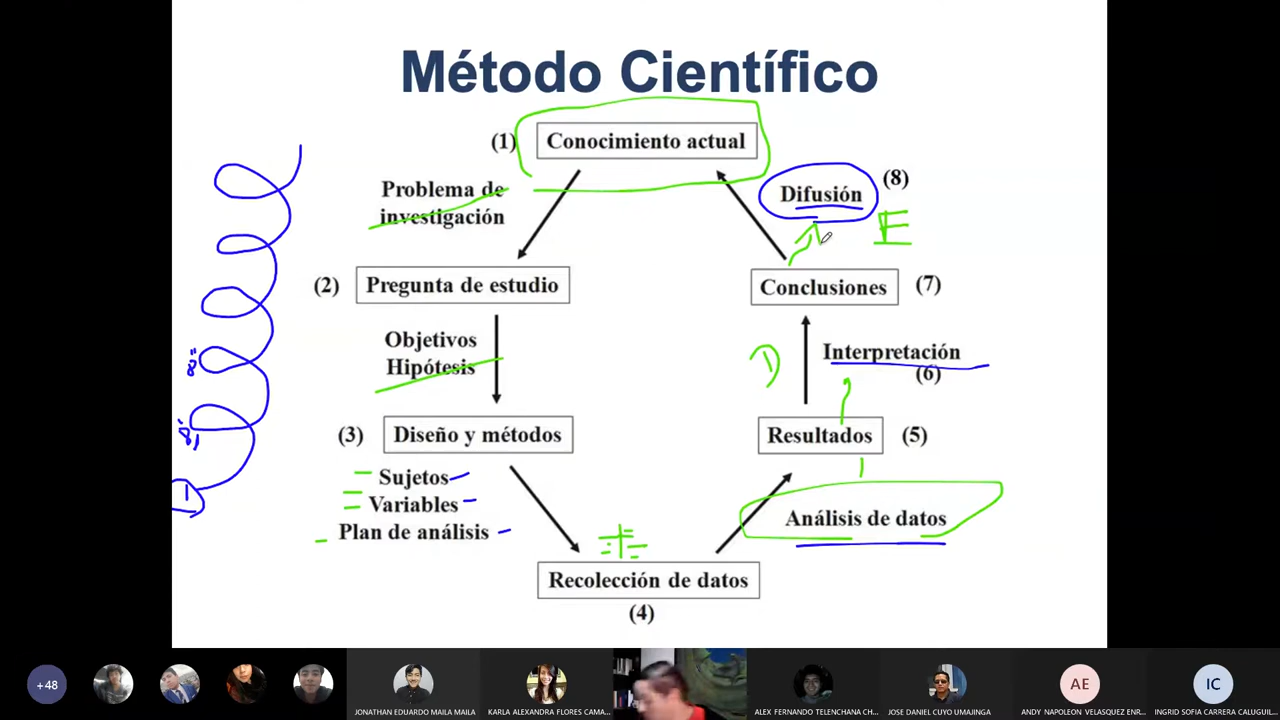 Método Científico
(1)
Conocimiento actual
Problema de
investigación
Difusión
(8)
E
(2)
Pregunta de estudio
Conclusiones
(7)
Objetivos
Hipótesis
Interpretación
(6)
(3)
Diseño y métodos
Resultados
(5)
Sujetos
Variables
Plan de análisis
Análisis de datos
Recolección de datos
(4)
1
+48
JONATHAN EDUARDO MAILA MAILA
KARLA ALEXANDRA FLORES CAMA...
ALEX FERNANDO TELENCHANA CH...
JOSE DANIEL CUYO UMAJINGA
AE
ANDY NAPOLEON VELASQUEZ ENR...
IC
INGRID SOFIA CARRERA CALUGUIL...